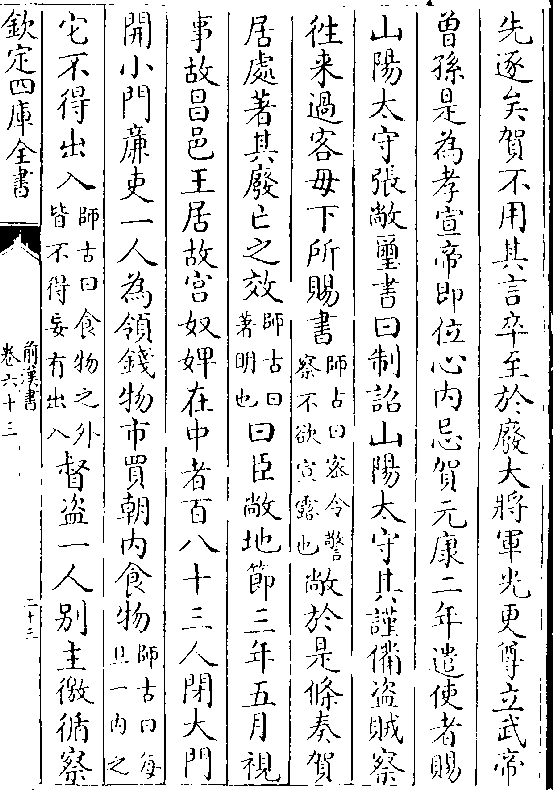 先逐矣賀不用其言卒至於廢大將軍光更尊立武帝
曾孫是為孝宣帝即位心内忌賀元康二年遣使者賜
山陽太守張敞璽書曰制詔山陽太守其謹備盜賊察
徃来過客毋下所賜書師古曰密令警察不欲宣露也敞於是條奏賀
居處著其廢亡之效師古曰著明也曰臣敞地節三年五月視
事故昌邑王居故宫奴婢在中者百八十三人閉大門
開小門廉吏一人為領錢物市買朝内食物師古曰每旦一内之
它不得出入師古曰食物之外皆不得妄有出入督盗一人别主徼循察
欽定四庫全書
前漢書
卷六十三
二十三